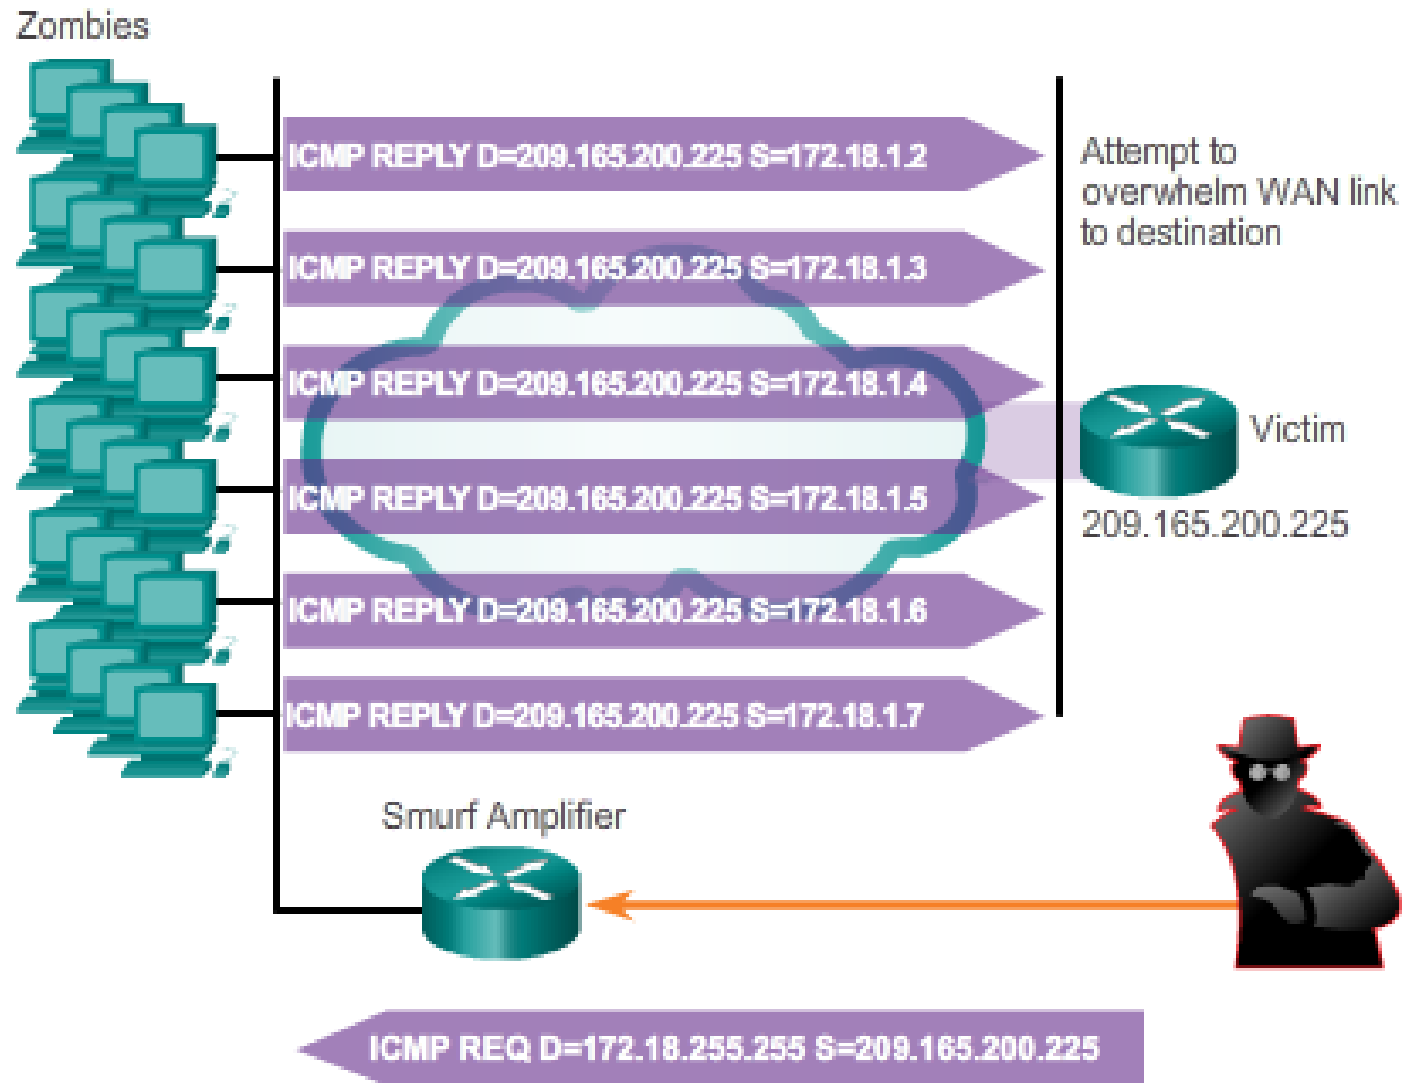 Zombies
ICMP REPLY D=209.165.200.225 S=172.18.1.2
Attempt to
overwhelm WAN link
to destination
ICMP REPLY D=209.165.200.225 S=172.18.1.3
ICMP REPLY D=209.165.200.225 S=172.18.1.4
Victim
ICMP REPLY D=209.165.200.225 S=172.18.1.5
209.165.200.225
ICMP REPLY D=209.165.200.225 S=172.18.1.6
ICMP REPLY D=209.165.200.225 S=172.18.1.7
Smurf Amplifier
ICMP REQ D=172.18.255.255 S=209.165.200.225